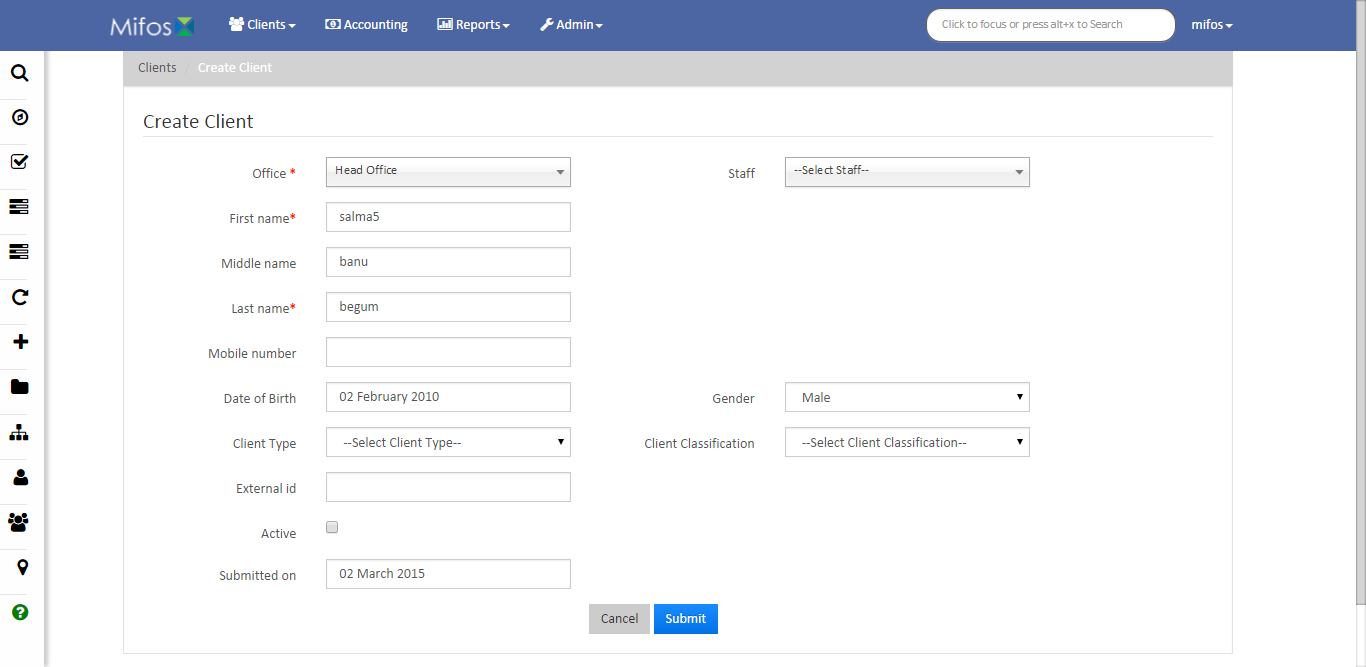 Mifos Clients Accounting Reports Admin Click to focus or press alt+x to Search mifos
Clients / Create Client
Create Client
Office * Head Office Staff --Select Staff--
First name* salma5
Middle name banu
Last name* begum
Mobile number
Date of Birth 02 February 2010 Gender Male
Client Type --Select Client Type-- Client Classification --Select Client Classification--
External id
Active
Submitted on 02 March 2015
Cancel Submit